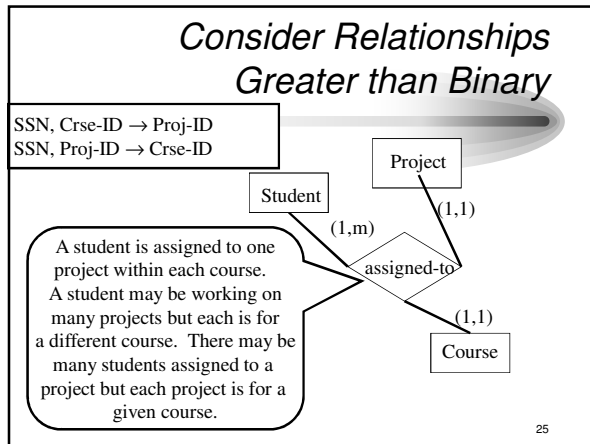 Consider Relationships
Greater than Binary
SSN, Crse-ID → Proj-ID
SSN, Proj-ID → Crse-ID
Project
Student
(1,1)
(1,m)
assigned-to
A student is assigned to one
project within each course.
A student may be working on
many projects but each is for
a different course. There may be
many students assigned to a
project but each project is for a
given course.
(1,1)
Course
25